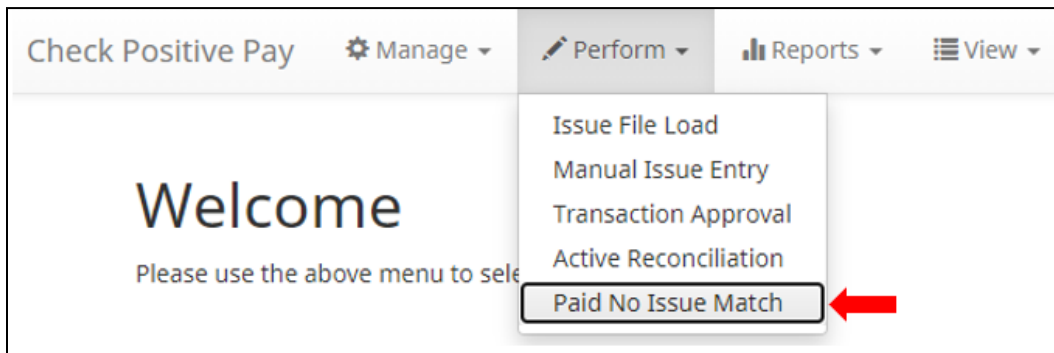 Check Positive Pay Manage Perform Reports View
Issue File Load
Manual Issue Entry
Transaction Approval
Active Reconciliation
Paid No Issue Match
Welcome
Please use the above menu to sele